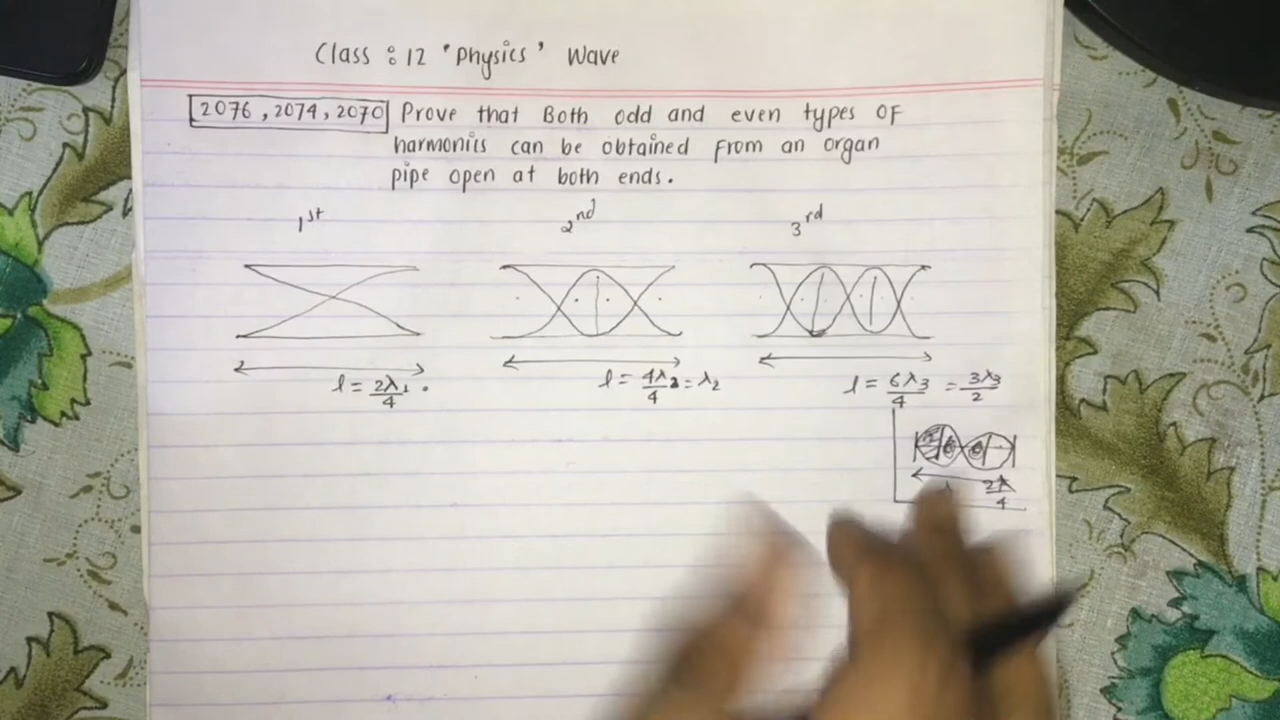 Class : 12 'Physics' Wave
2076, 2074, 2070 Prove that Both odd and even types of
harmonics can be obtained from an organ
pipe open at both ends.
1st 2nd 3rd
l = 2λ1/4 . l = 4λ2/4 = λ2 l = 6λ3/4 = 3λ3/2
2λ/4